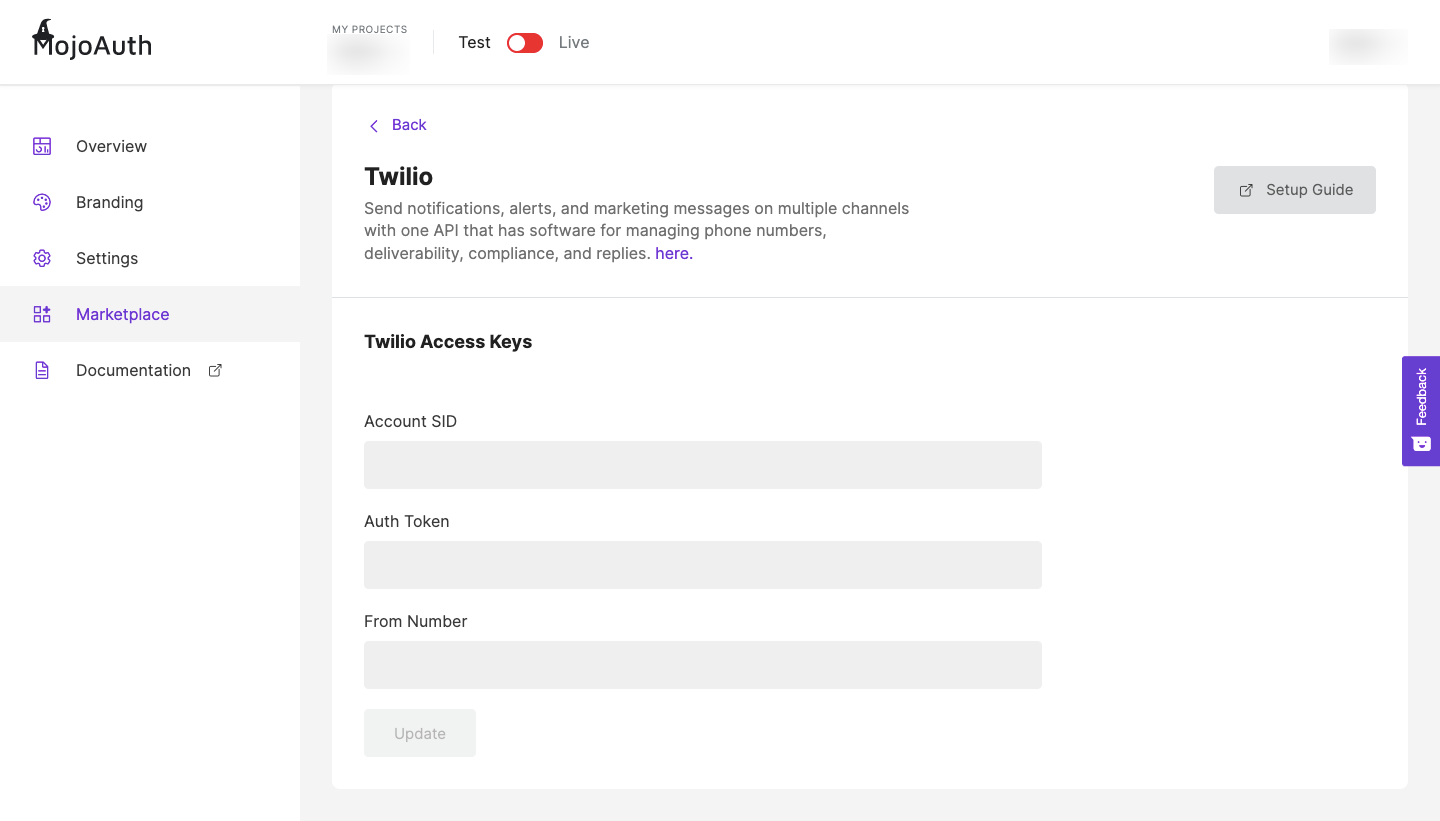 MojoAuth
MY PROJECTS
Test
Live
Overview
Branding
Settings
Marketplace
Documentation
Back
Twilio
Setup Guide
Send notifications, alerts, and marketing messages on multiple channels
with one API that has software for managing phone numbers,
deliverability, compliance, and replies. here.
Twilio Access Keys
Account SID
Auth Token
From Number
Update
Feedback